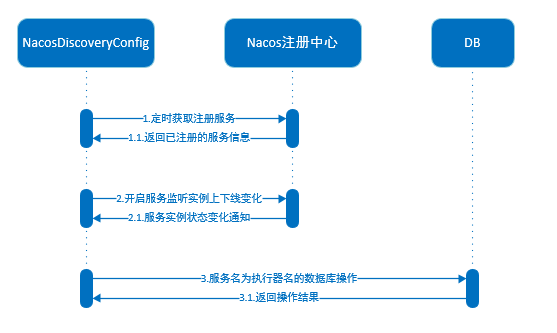 NacosDiscoveryConfig
Nacos注册中心
DB
1.定时获取注册服务
1.1.返回已注册的服务信息
2.开启服务监听实例上下线变化
2.1.服务实例状态变化通知
3.服务名为执行器名的数据库操作
3.1.返回操作结果